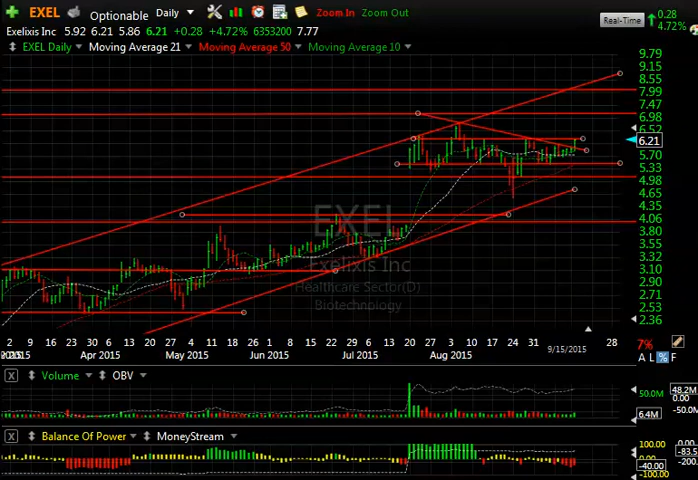 EXEL Optionable Daily Zoom In Zoom Out
Exelixis Inc 5.92 6.21 5.86 6.21 +0.28 +4.72% 6353200 7.77
Real-Time 0.28
4.72%
EXEL Daily Moving Average 21 Moving Average 50 Moving Average 10
9.79
9.15
8.55
7.99
7.47
6.98
6.21
5.70
5.33
4.98
4.65
4.35
4.06
3.80
3.55
3.32
3.10
2.90
2.71
2.53
2.36
EXEL
Exelixis Inc
Healthcare Sector(D)
Biotechnology
2 9 16 23 30 6 13 20 27 4 11 18 26 1 8 15 22 29 6 13 20 27 3 10 17 24 31 28
2015 Apr 2015 May 2015 Jun 2015 Jul 2015 Aug 2015 9/15/2015
7%
A L % F
X Volume OBV
50.0M
6.4M
48.2M
0.00
-50.0M
X Balance Of Power MoneyStream
100.00
0.00
-40.00
-100.00
-83.5
-200.